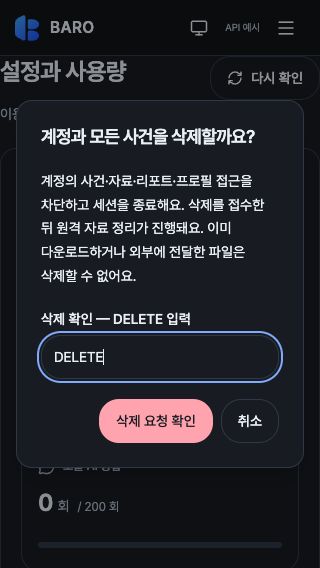 BARO
API 예시
설정과 사용량
다시 확인
계정과 모든 사건을 삭제할까요?
계정의 사건·자료·리포트·프로필 접근을
차단하고 세션을 종료해요. 삭제를 접수한
뒤 원격 자료 정리가 진행돼요. 이미
다운로드하거나 외부에 전달한 파일은
삭제할 수 없어요.
삭제 확인 — DELETE 입력
DELETE
삭제 요청 확인
취소
0 회 / 200 회